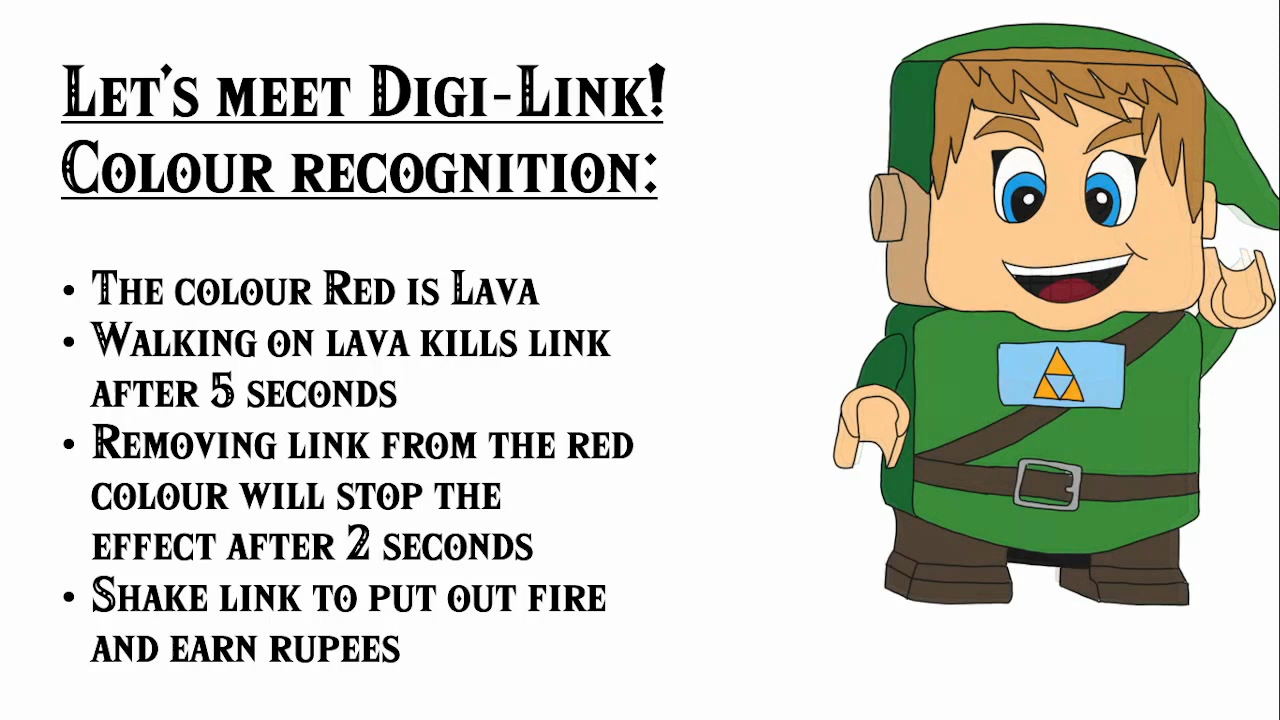 Let's meet Digi-Link!
Colour recognition:
• The colour Red is Lava
• Walking on lava kills link
after 5 seconds
• Removing link from the red
colour will stop the
effect after 2 seconds
• Shake link to put out fire
and earn rupees